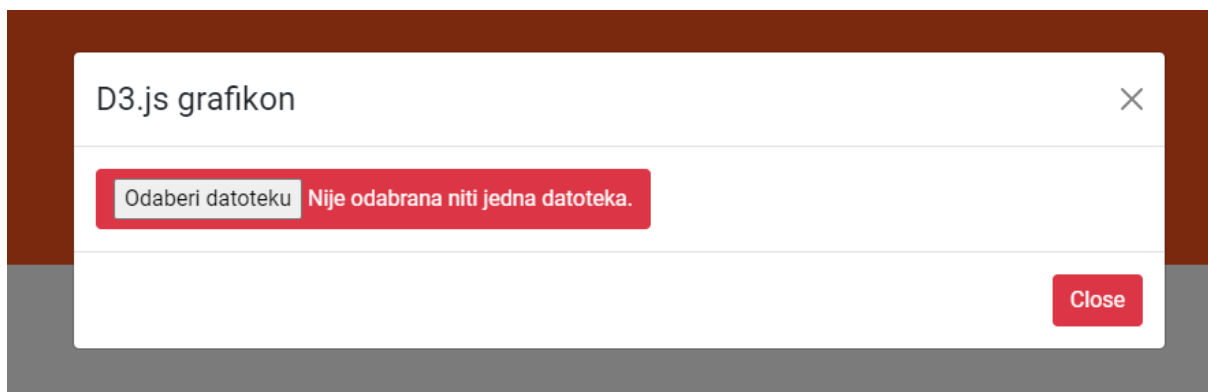 D3.js grafikon
Odaberi datoteku Nije odabrana niti jedna datoteka.
Close